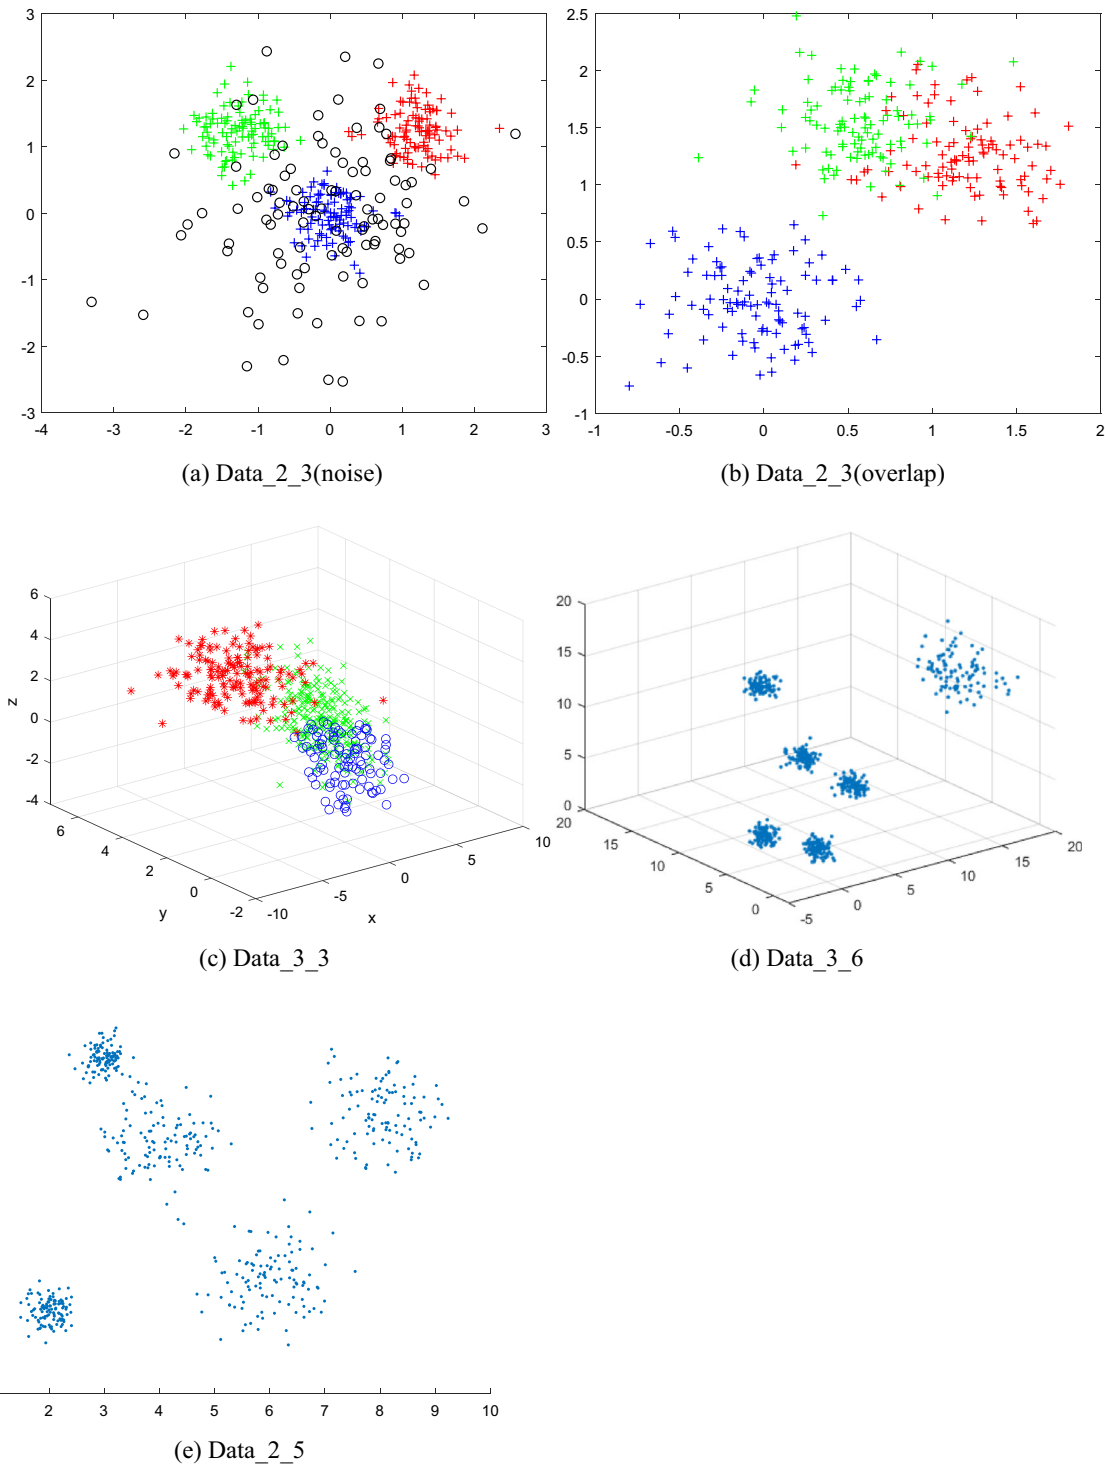 3
2
1
0
-1
-2
-3
-4 -3 -2 -1 0 1 2 3
(a) Data_2_3(noise)
2.5
2
1.5
1
0.5
0
-0.5
-1
-1 -0.5 0 0.5 1 1.5 2
(b) Data_2_3(overlap)
6
4
2
0
-2
-4
z
6 4 2 0 -2
y
-10 -5 0 5 10
x
(c) Data_3_3
20
15
10
5
0
20 15 10 5 0
-5 0 5 10 15 20
(d) Data_3_6
2 3 4 5 6 7 8 9 10
(e) Data_2_5